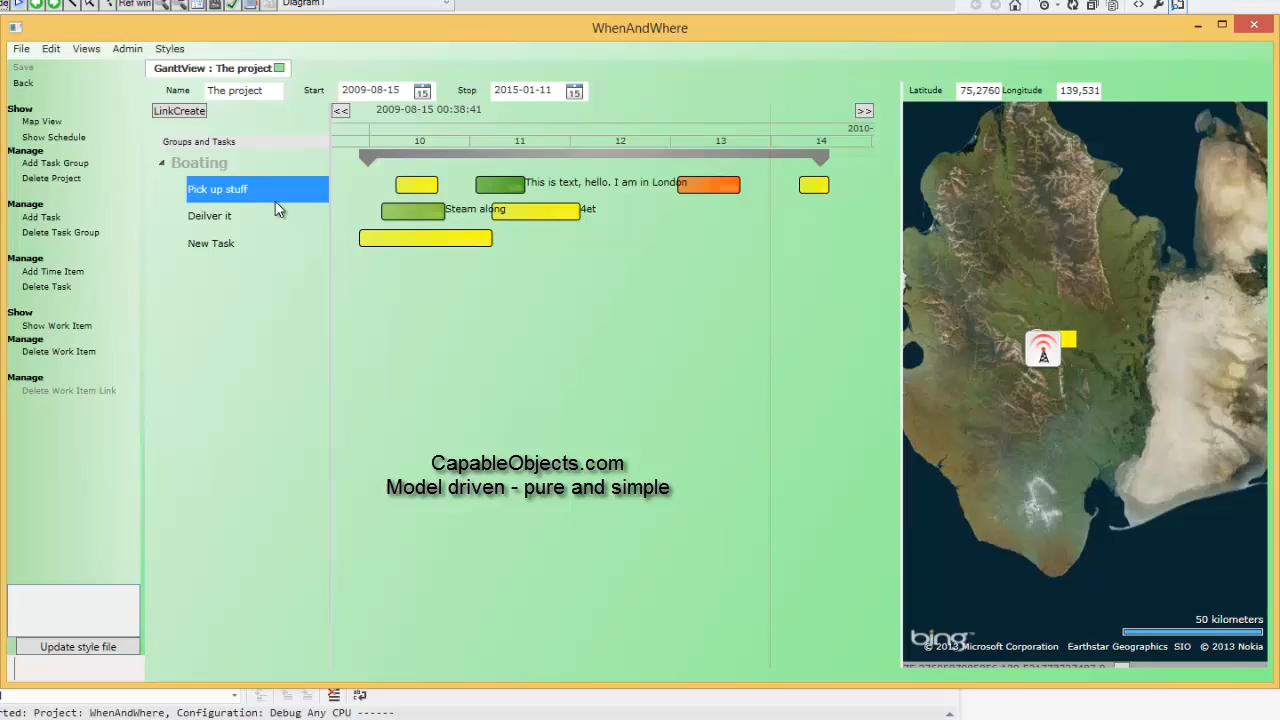 Ref win
Diagram1
WhenAndWhere
File Edit Views Admin Styles
Save
Back
GanttView : The project
Name The project Start 2009-08-15 15 Stop 2015-01-11 15
LinkCreate << 2009-08-15 00:38:41 >>
Latitude 75,2760 Longitude 139,531
Show
Map View
Show Schedule
Manage
Add Task Group
Delete Project
Manage
Add Task
Delete Task Group
Manage
Add Time Item
Delete Task
Show
Show Work Item
Manage
Delete Work Item
Manage
Delete Work Item Link
Update style file
Groups and Tasks
2010-
10 11 12 13 14
Boating
Pick up stuff
This is text, hello. I am in London
Deilver it
Steam along
4et
New Task
CapableObjects.com
Model driven - pure and simple
50 kilometers
bing
© 2013 Microsoft Corporation Earthstar Geographics SIO © 2013 Nokia
rted: Project: WhenAndWhere, Configuration: Debug Any CPU ------